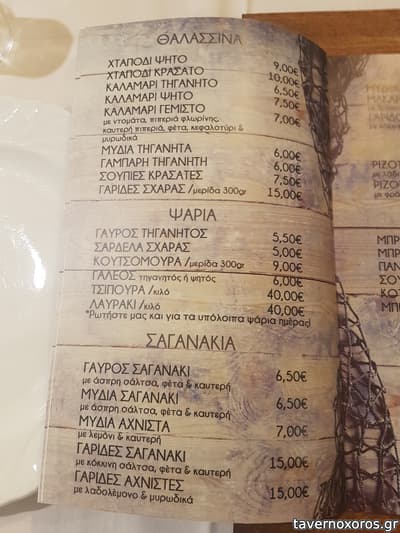 ΘΑΛΑΣΣΙΝΑ
ΧΤΑΠΟΔΙ ΨΗΤΟ 9,00€
ΧΤΑΠΟΔΙ ΚΡΑΣΑΤΟ 10,00€
ΚΑΛΑΜΑΡΙ ΤΗΓΑΝΗΤΟ 6,50€
ΚΑΛΑΜΑΡΙ ΨΗΤΟ 7,50€
ΚΑΛΑΜΑΡΙ ΓΕΜΙΣΤΟ 7,00€
με ντομάτα, πιπεριά φλωρίνης,
καυτερή πιπεριά, φέτα, κεφαλοτύρι &
μυρωδικά
ΜΥΔΙΑ ΤΗΓΑΝΗΤΑ 6,00€
ΓΑΜΠΑΡΗ ΤΗΓΑΝΗΤΗ 6,00€
ΣΟΥΠΙΕΣ ΚΡΑΣΑΤΕΣ 7,50€
ΓΑΡΙΔΕΣ ΣΧΑΡΑΣ /μερίδα 300gr 15,00€
ΨΑΡΙΑ
ΓΑΥΡΟΣ ΤΗΓΑΝΗΤΟΣ 5,50€
ΣΑΡΔΕΛΑ ΣΧΑΡΑΣ 5,00€
ΚΟΥΤΣΟΜΟΥΡΑ /μερίδα 300gr 9,00€
ΓΑΛΕΟΣ τηγανητός ή ψητός 6,00€
ΤΣΙΠΟΥΡΑ /κιλό 40,00€
ΛΑΥΡΑΚΙ /κιλό 40,00€
*Ρωτήστε μας και για τα υπόλοιπα ψάρια ημέρας!
ΣΑΓΑΝΑΚΙΑ
ΓΑΥΡΟΣ ΣΑΓΑΝΑΚΙ 6,50€
με άσπρη σάλτσα, φέτα & καυτερή
ΜΥΔΙΑ ΣΑΓΑΝΑΚΙ 6,50€
με άσπρη σάλτσα, φέτα & καυτερή
ΜΥΔΙΑ ΑΧΝΙΣΤΑ 7,00€
με λεμόνι & καυτερή
ΓΑΡΙΔΕΣ ΣΑΓΑΝΑΚΙ 15,00€
με κόκκινη σάλτσα, φέτα & καυτερή
ΓΑΡΙΔΕΣ ΑΧΝΙΣΤΕΣ 15,00€
με λαδολέμονο & μυρωδικά
tavernoxoros.gr